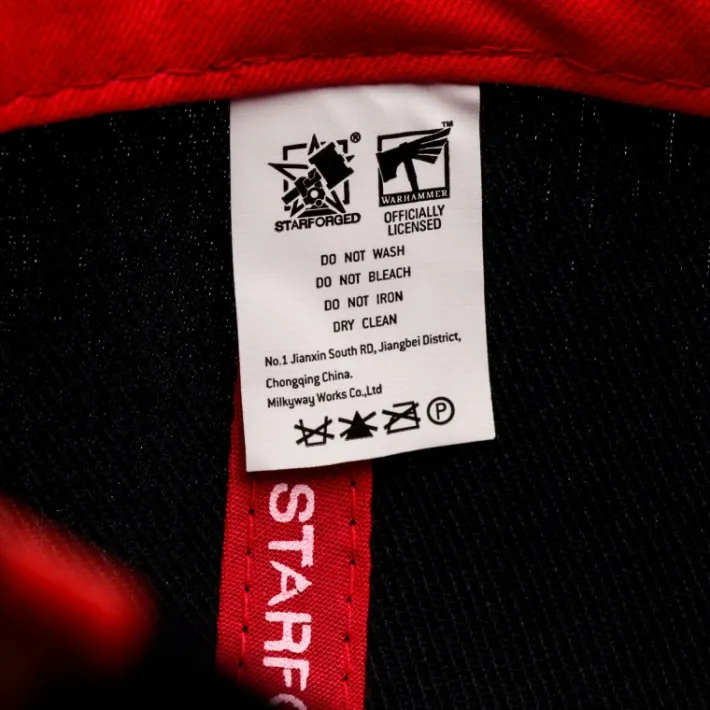 ®
STARFORGED
™
WARHAMMER
OFFICIALLY
LICENSED
DO NOT WASH
DO NOT BLEACH
DO NOT IRON
DRY CLEAN
No.1 Jianxin South RD, Jiangbei District,
Chongqing China.
Milkyway Works Co.,Ltd
P
STARFO